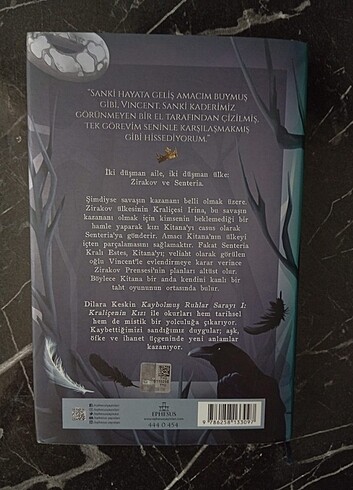 "SANKİ HAYATA GELİŞ AMACIM BUYMUŞ
GİBİ, VINCENT. SANKİ KADERİMİZ
GÖRÜNMEYEN BİR EL TARAFINDAN ÇİZİLMİŞ,
TEK GÖREVİM SENİNLE KARŞILAŞMAKMIŞ
GİBİ HİSSEDİYORUM."
İki düşman aile, iki düşman ülke:
Zirakov ve Senteria.
Şimdiyse savaşın kazananı belli olmak üzere.
Zirakov ülkesinin Kraliçesi Irina, bu savaşın
kazananı olmak için kimsenin beklemediği bir
hamle yaparak kızı Kitana'yı casus olarak
Senteria'ya gönderir. Amacı Kitana'nın ülkeyi
içten parçalamasını sağlamaktır. Fakat Senteria
Kralı Estes, Kitana'yı; veliaht olarak görülen
oğlu Vincent'le evlendirmeye karar verince
Zirakov Prensesi'nin planları altüst olur.
Böylece Kitana bir anda kendini kanlı bir
taht oyununun ortasında bulur.
Dilara Keskin Kaybolmuş Ruhlar Sarayı 1:
Kraliçenin Kızı ile okurları hem tarihsel
hem de mistik bir yolculuğa çıkarıyor.
Kaybettiğimizi sandığımız duygular; aşk,
öfke ve ihanet üçgeninde yeni anlamlar
kazanıyor.
EPHESUS
444 0 454
9 786258 133097